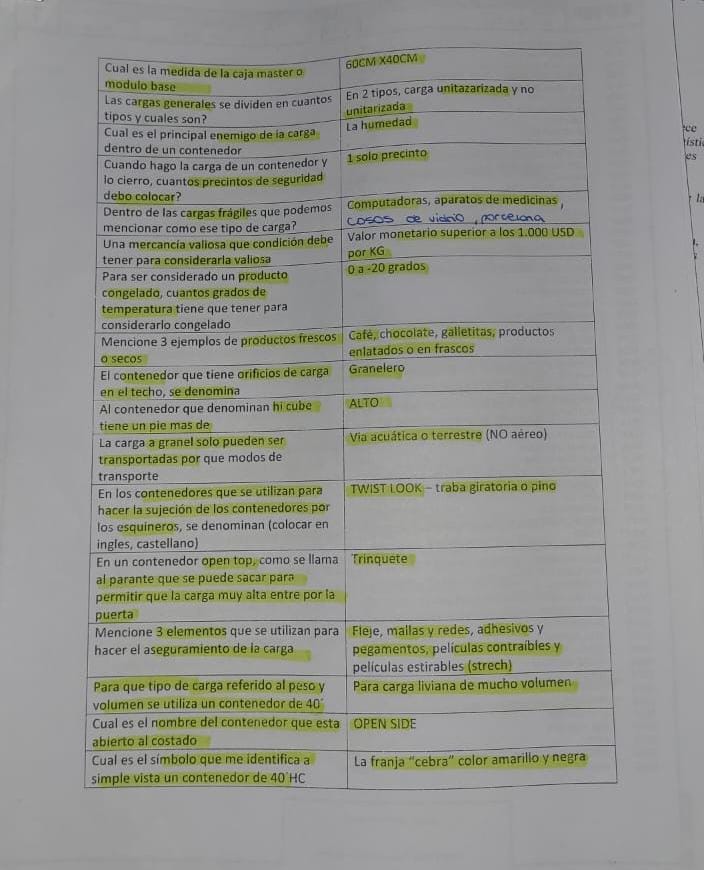 Cual es la medida de la caja master o
modulo base
60CM X40CM
Las cargas generales se dividen en cuantos
tipos y cuales son?
En 2 tipos, carga unitazarizada y no
unitarizada
Cual es el principal enemigo de la carga
dentro de un contenedor
La humedad
Cuando hago la carga de un contenedor y
lo cierro, cuantos precintos de seguridad
debo colocar?
1 solo precinto
Dentro de las cargas frágiles que podemos
mencionar como ese tipo de carga?
Computadoras, aparatos de medicinas ,
cosos de vidrio , porcelona
Una mercancía valiosa que condición debe
tener para considerarla valiosa
Valor monetario superior a los 1.000 USD
por KG
Para ser considerado un producto
congelado, cuantos grados de
temperatura tiene que tener para
considerarlo congelado
0 a -20 grados
Mencione 3 ejemplos de productos frescos
o secos
Café, chocolate, galletitas, productos
enlatados o en frascos
El contenedor que tiene orificios de carga
en el techo, se denomina
Granelero
Al contenedor que denominan hi cube
tiene un pie mas de
ALTO
La carga a granel solo pueden ser
transportadas por que modos de
transporte
Via acuática o terrestre (NO aéreo)
En los contenedores que se utilizan para
hacer la sujeción de los contenedores por
los esquineros, se denominan (colocar en
ingles, castellano)
TWIST LOOK – traba giratoria o pino
En un contenedor open top, como se llama
al parante que se puede sacar para
permitir que la carga muy alta entre por la
puerta
Trinquete
Mencione 3 elementos que se utilizan para
hacer el aseguramiento de la carga
Fleje, mallas y redes, adhesivos y
pegamentos, películas contraíbles y
películas estirables (strech)
Para que tipo de carga referido al peso y
volumen se utiliza un contenedor de 40´
Para carga liviana de mucho volumen
Cual es el nombre del contenedor que esta
abierto al costado
OPEN SIDE
Cual es el símbolo que me identifica a
simple vista un contenedor de 40´HC
La franja "cebra" color amarillo y negra